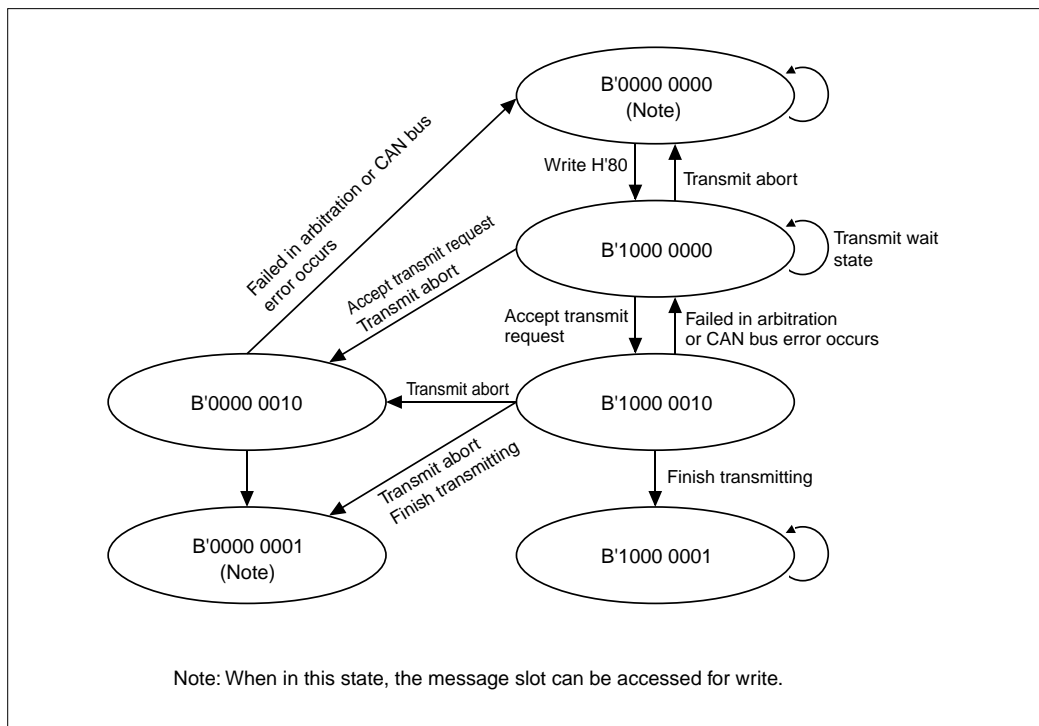 B'0000 0000
(Note)
Write H'80
Transmit abort
Failed in arbitration or CAN bus
error occurs
B'1000 0000
Transmit wait
state
Accept transmit request
Transmit abort
Accept transmit
request
Failed in arbitration
or CAN bus error occurs
B'0000 0010
Transmit abort
B'1000 0010
Transmit abort
Finish transmitting
Finish transmitting
B'0000 0001
(Note)
B'1000 0001
Note: When in this state, the message slot can be accessed for write.